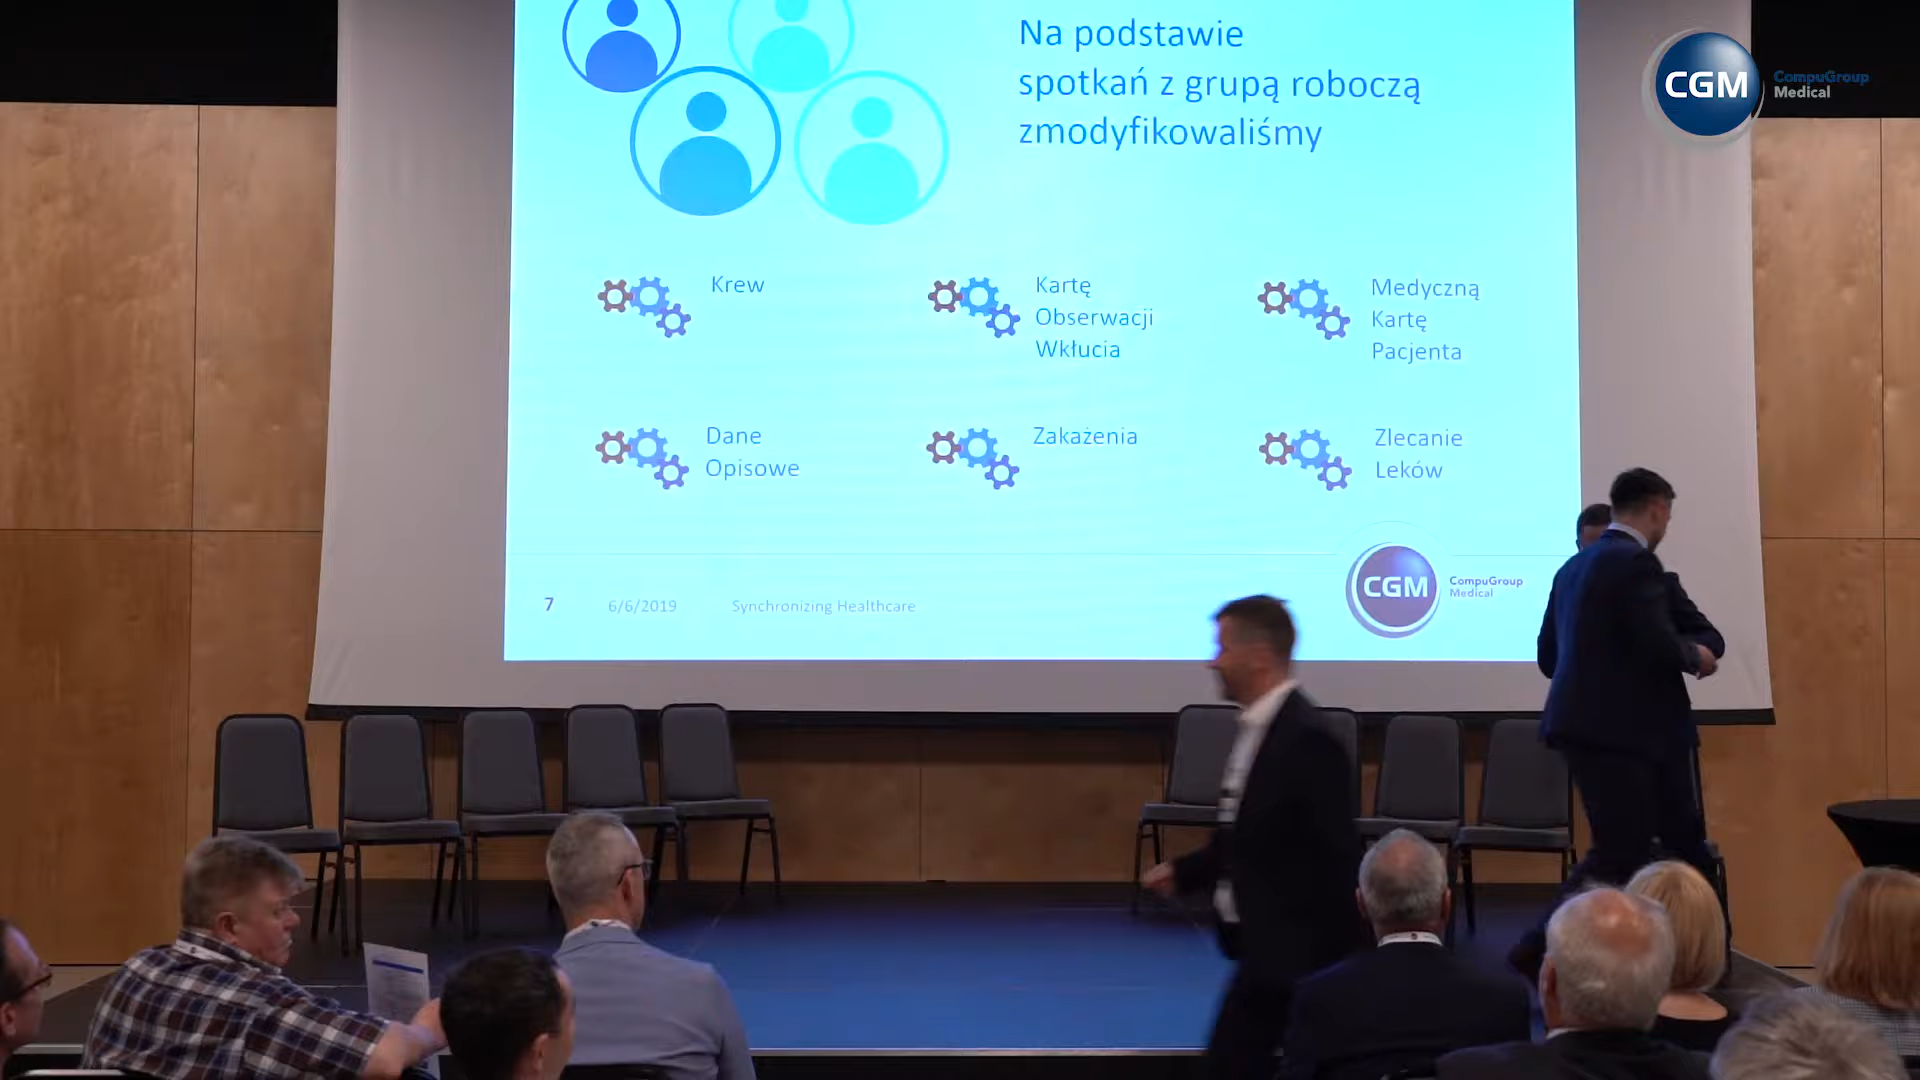 Na podstawie
spotkań z grupą roboczą
zmodyfikowaliśmy
CGM
CompuGroup
Medical
Krew
Kartę
Obserwacji
Wkłucia
Medyczną
Kartę
Pacjenta
Dane
Opisowe
Zakażenia
Zlecanie
Leków
7
6/6/2019
Synchronizing Healthcare
CGM
CompuGroup
Medical